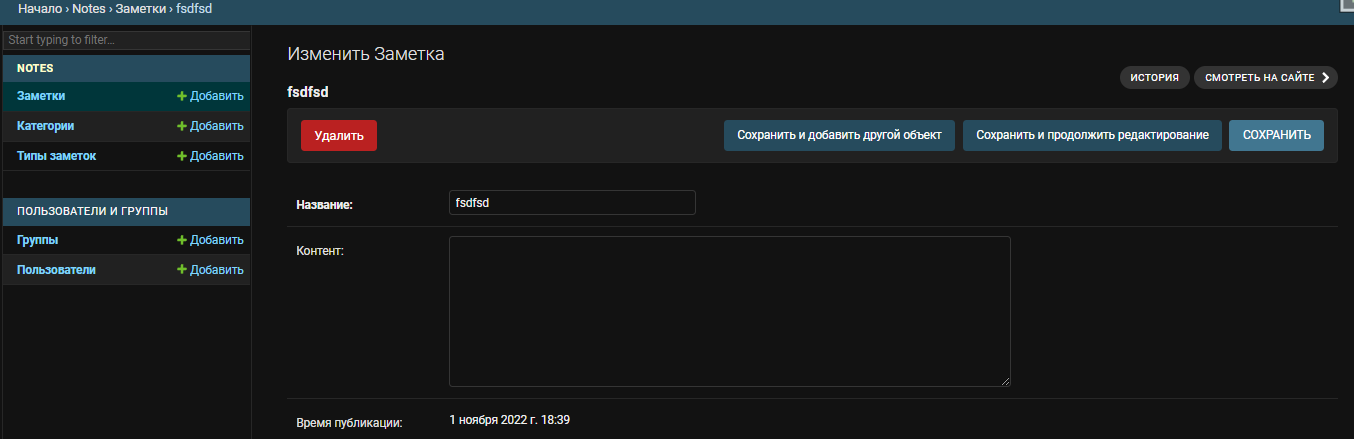 Начало › Notes › Заметки › fsdfsd
Start typing to filter...
NOTES
Заметки Добавить
Категории Добавить
Типы заметок Добавить
ПОЛЬЗОВАТЕЛИ И ГРУППЫ
Группы Добавить
Пользователи Добавить
Изменить Заметка
ИСТОРИЯ СМОТРЕТЬ НА САЙТЕ
fsdfsd
Удалить Сохранить и добавить другой объект Сохранить и продолжить редактирование СОХРАНИТЬ
Название: fsdfsd
Контент:
Время публикации: 1 ноября 2022 г. 18:39